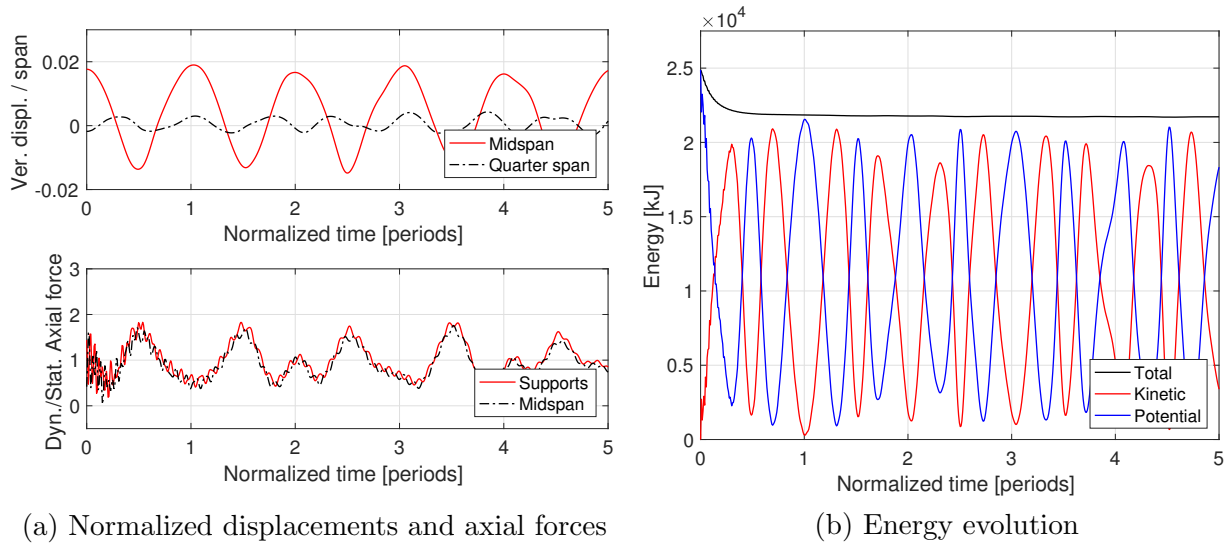 0.02
0
-0.02
Ver. displ. / span
Midspan
Quarter span
0 1 2 3 4 5
Normalized time [periods]
3
2
1
0
Dyn./Stat. Axial force
Supports
Midspan
0 1 2 3 4 5
Normalized time [periods]
(a) Normalized displacements and axial forces
×10⁴
2.5
2
1.5
1
0.5
0
Energy [kJ]
Total
Kinetic
Potential
0 1 2 3 4 5
Normalized time [periods]
(b) Energy evolution